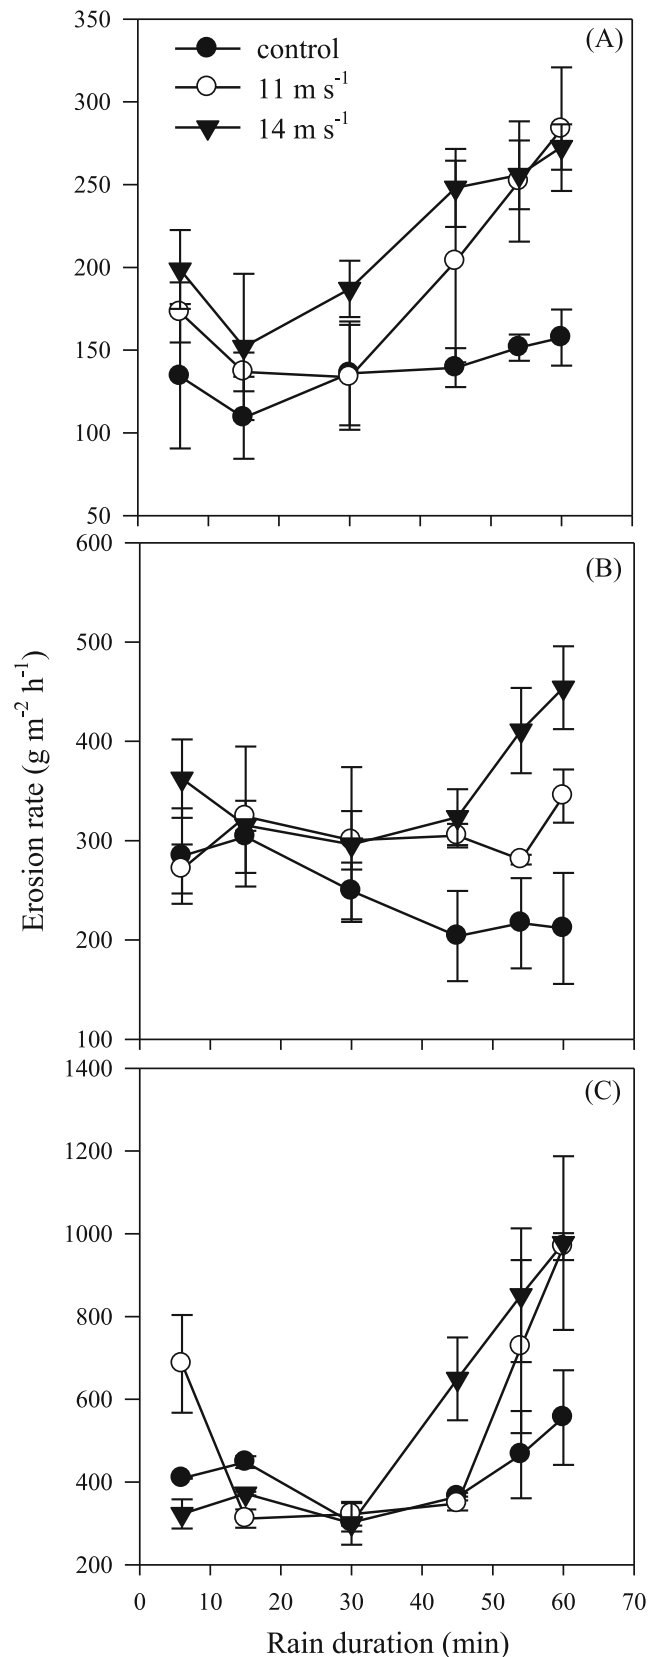 350
(A)
control
11 m s⁻¹
300
14 m s⁻¹
250
200
150
100
50
600
(B)
500
400
300
200
100
Erosion rate (g m⁻² h⁻¹)
1400
(C)
1200
1000
800
600
400
200
0 10 20 30 40 50 60 70
Rain duration (min)